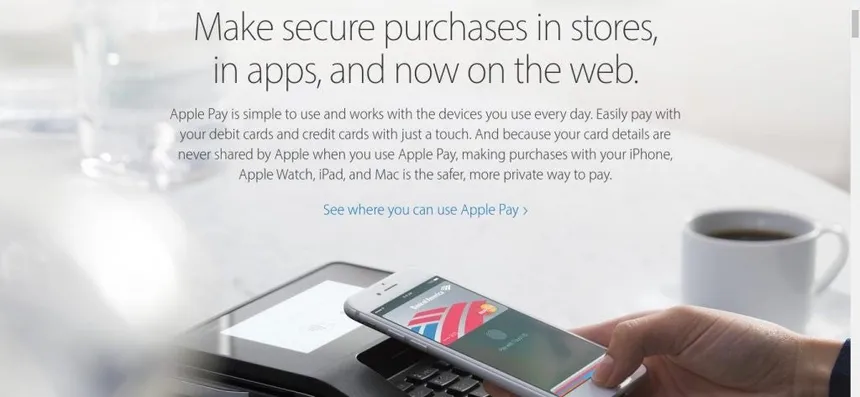 Make secure purchases in stores,
in apps, and now on the web.
Apple Pay is simple to use and works with the devices you use every day. Easily pay with
your debit cards and credit cards with just a touch. And because your card details are
never shared by Apple when you use Apple Pay, making purchases with your iPhone,
Apple Watch, iPad, and Mac is the safer, more private way to pay.
See where you can use Apple Pay >
Bank of America